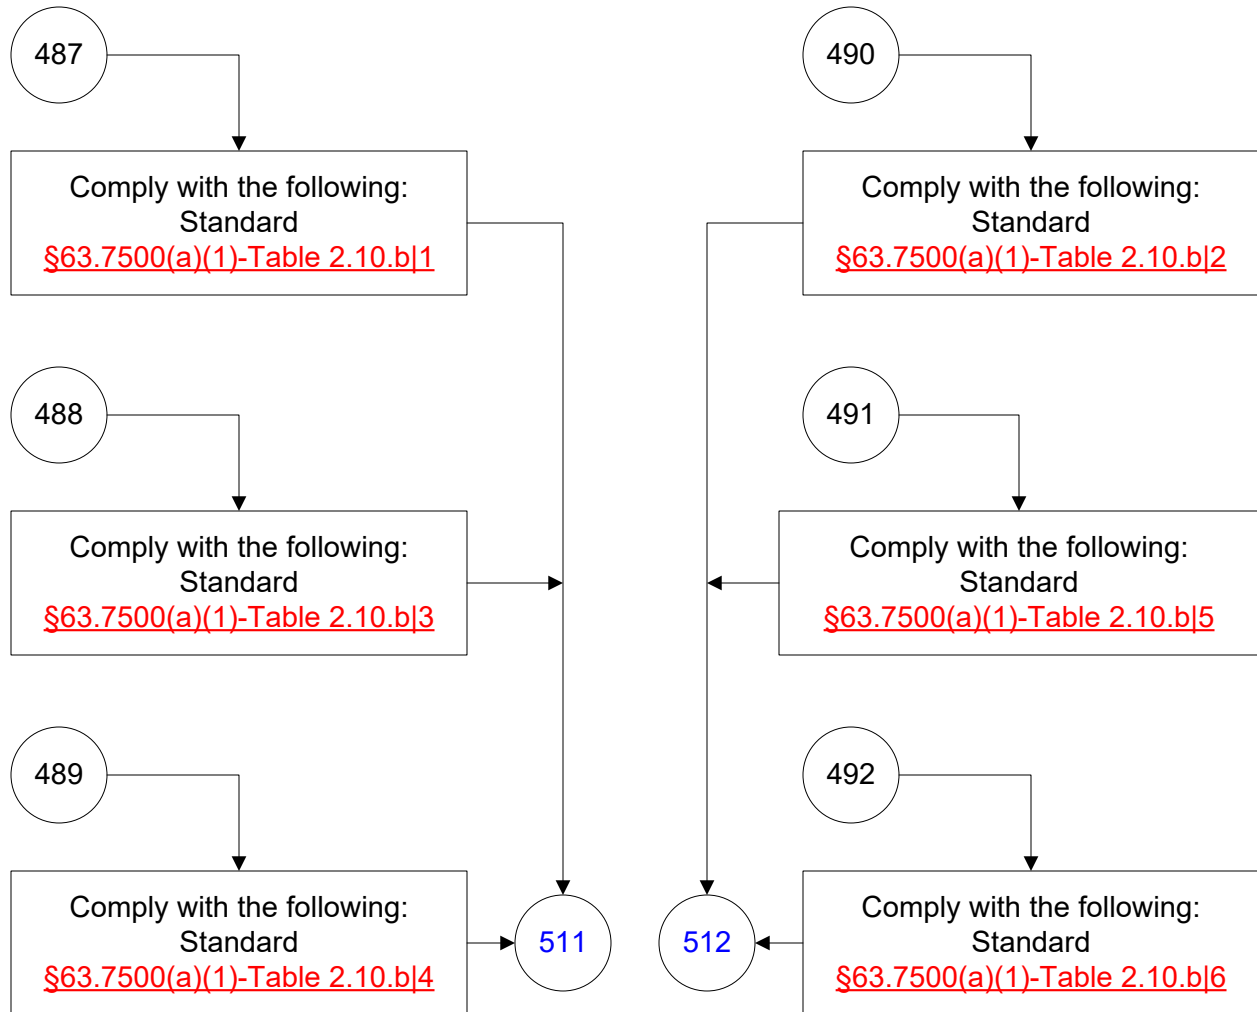 487
Comply with the following:
Standard
§63.7500(a)(1)-Table 2.10.b|1
488
Comply with the following:
Standard
§63.7500(a)(1)-Table 2.10.b|3
489
Comply with the following:
Standard
§63.7500(a)(1)-Table 2.10.b|4
511
490
Comply with the following:
Standard
§63.7500(a)(1)-Table 2.10.b|2
491
Comply with the following:
Standard
§63.7500(a)(1)-Table 2.10.b|5
492
Comply with the following:
Standard
§63.7500(a)(1)-Table 2.10.b|6
512